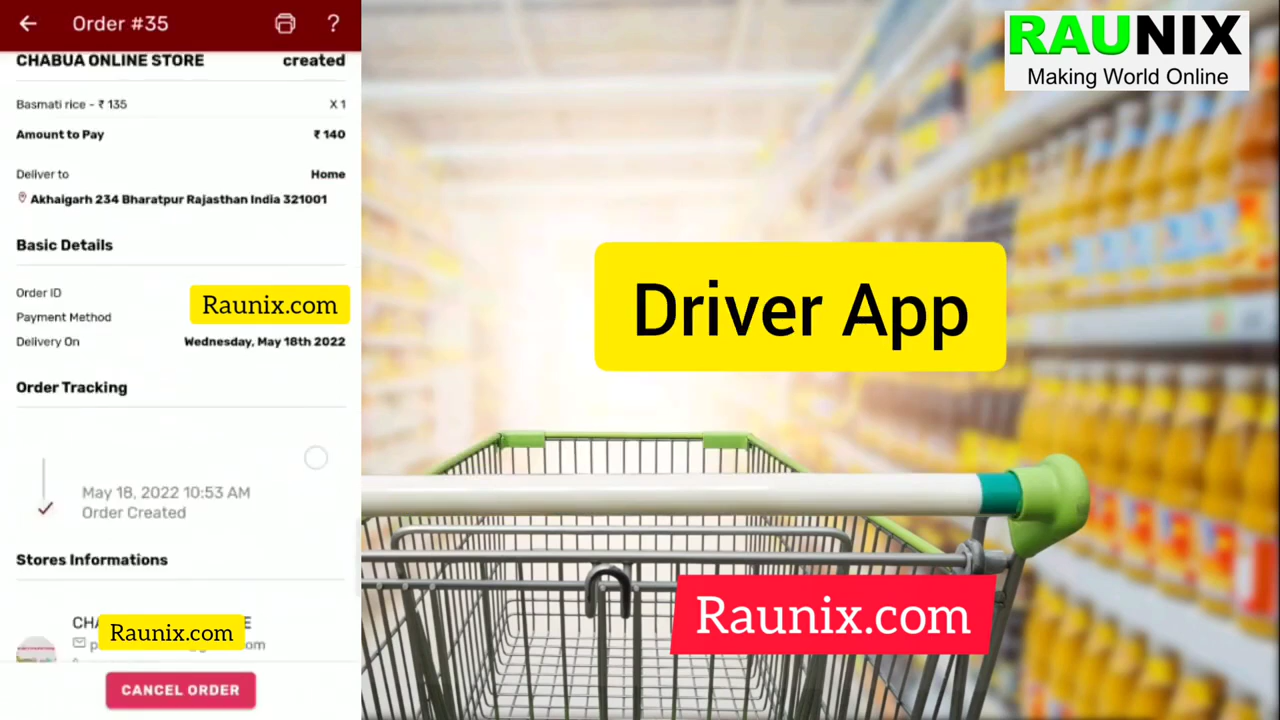 Order #35
?
CHABUA ONLINE STORE created
Basmati rice - ₹ 135 X 1
Amount to Pay ₹ 140
Deliver to Home
Akhaigarh 234 Bharatpur Rajasthan India 321001
Basic Details
Order ID
Raunix.com
Payment Method
Delivery On Wednesday, May 18th 2022
Order Tracking
May 18, 2022 10:53 AM
Order Created
Stores Informations
Raunix.com
CANCEL ORDER
RAUNIX
Making World Online
Driver App
Raunix.com